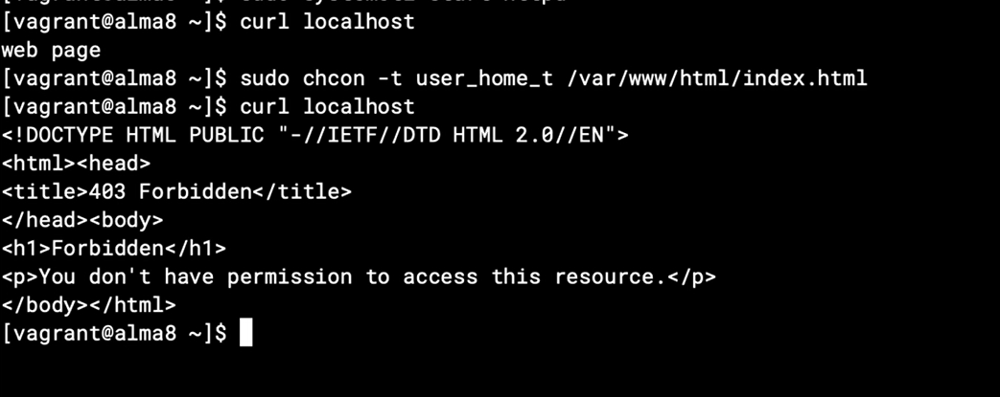 [vagrant@alma8 ~]$ curl localhost
web page
[vagrant@alma8 ~]$ sudo chcon -t user_home_t /var/www/html/index.html
[vagrant@alma8 ~]$ curl localhost
<!DOCTYPE HTML PUBLIC "-//IETF//DTD HTML 2.0//EN">
<html><head>
<title>403 Forbidden</title>
</head><body>
<h1>Forbidden</h1>
<p>You don't have permission to access this resource.</p>
</body></html>
[vagrant@alma8 ~]$